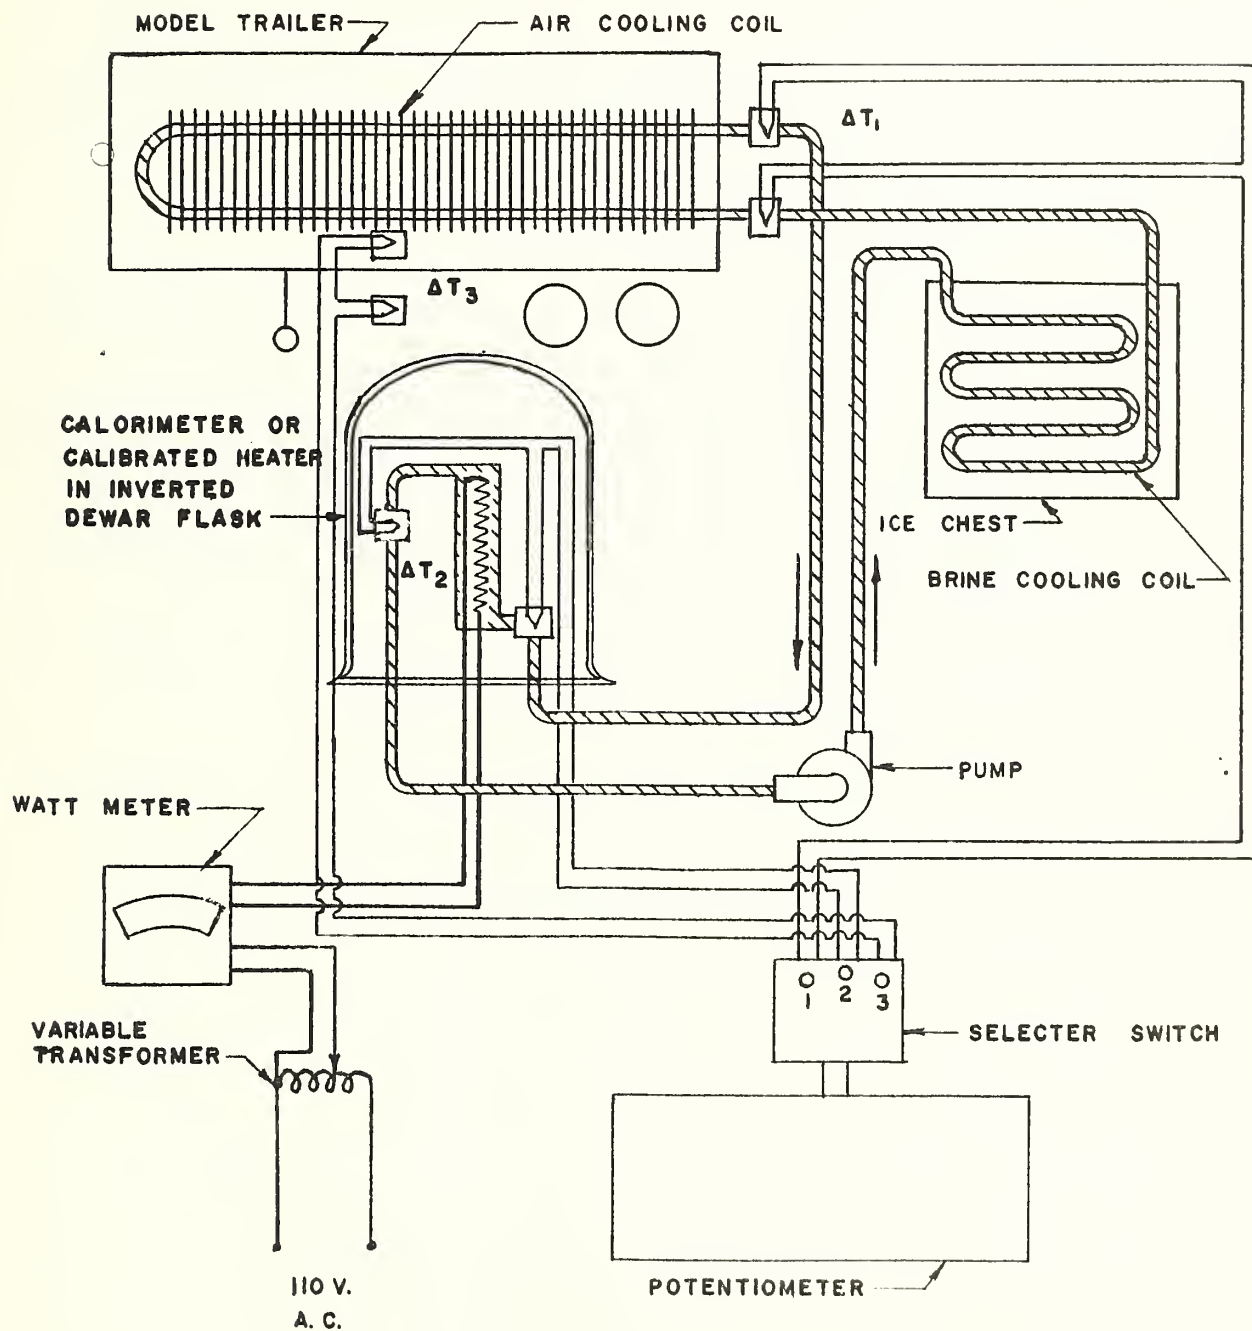 MODEL TRAILER
AIR COOLING COIL
ΔT1
ΔT3
CALORIMETER OR
CALIBRATED HEATER
IN INVERTED
DEWAR FLASK
ΔT2
ICE CHEST
BRINE COOLING COIL
PUMP
WATT METER
1 2 3
SELECTER SWITCH
VARIABLE
TRANSFORMER
POTENTIOMETER
110 V.
A. C.